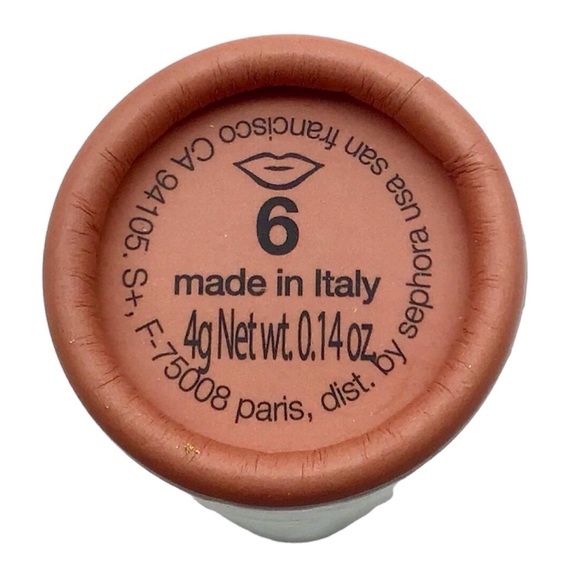 6
made in Italy
4g Net wt. 0.14 oz
S+, F-75008 paris, dist. by sephora usa san francisco CA 94105.